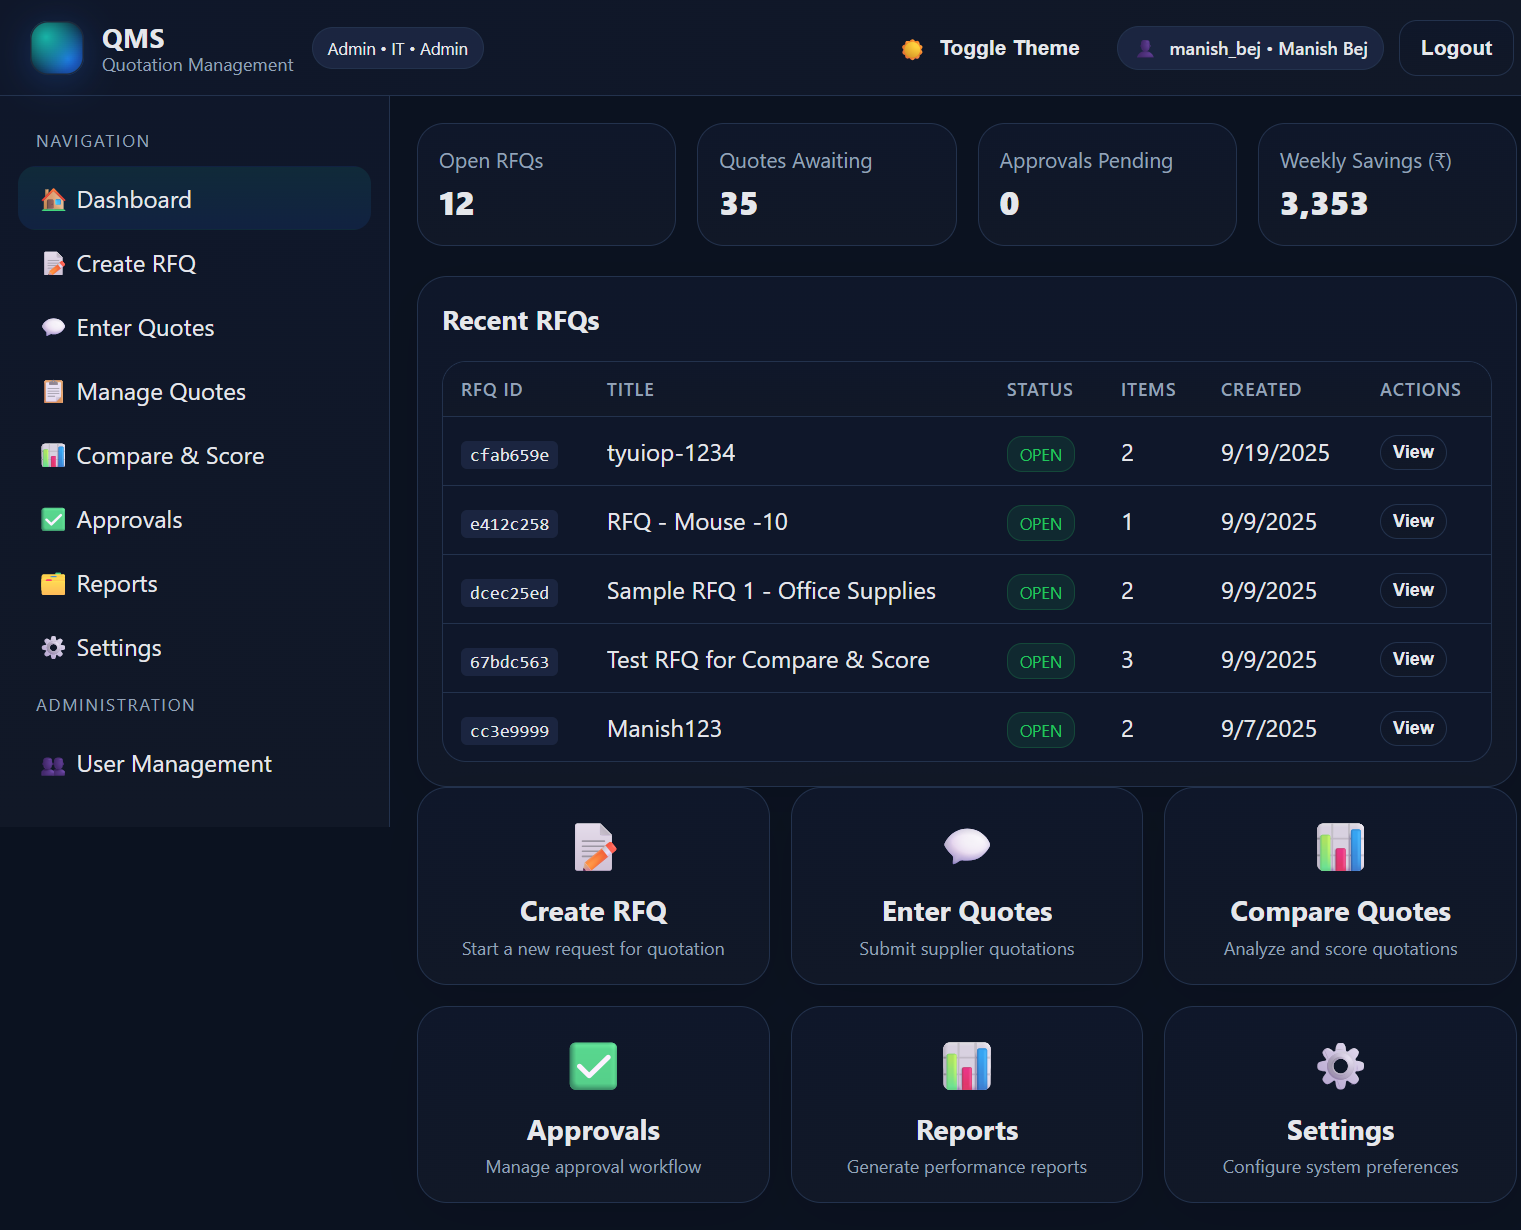 QMS
Quotation Management
Admin • IT • Admin
Toggle Theme
manish_bej • Manish Bej
Logout
NAVIGATION
Dashboard
Create RFQ
Enter Quotes
Manage Quotes
Compare & Score
Approvals
Reports
Settings
ADMINISTRATION
User Management
Open RFQs
12
Quotes Awaiting
35
Approvals Pending
0
Weekly Savings (₹)
3,353
Recent RFQs
RFQ ID TITLE STATUS ITEMS CREATED ACTIONS
cfab659e tyuiop-1234 OPEN 2 9/19/2025 View
e412c258 RFQ - Mouse -10 OPEN 1 9/9/2025 View
dcec25ed Sample RFQ 1 - Office Supplies OPEN 2 9/9/2025 View
67bdc563 Test RFQ for Compare & Score OPEN 3 9/9/2025 View
cc3e9999 Manish123 OPEN 2 9/7/2025 View
Create RFQ
Start a new request for quotation
Enter Quotes
Submit supplier quotations
Compare Quotes
Analyze and score quotations
Approvals
Manage approval workflow
Reports
Generate performance reports
Settings
Configure system preferences